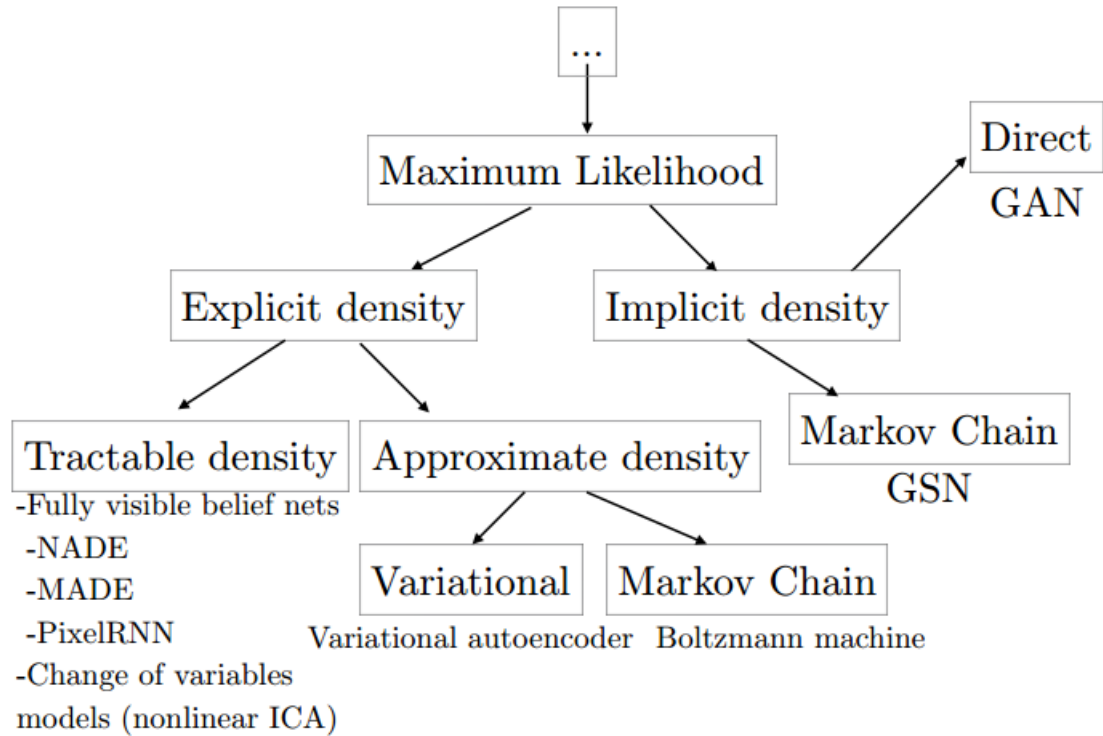 ...
Maximum Likelihood
Direct
GAN
Explicit density
Implicit density
Tractable density
-Fully visible belief nets
-NADE
-MADE
-PixelRNN
-Change of variables
models (nonlinear ICA)
Approximate density
Markov Chain
GSN
Variational
Variational autoencoder
Markov Chain
Boltzmann machine